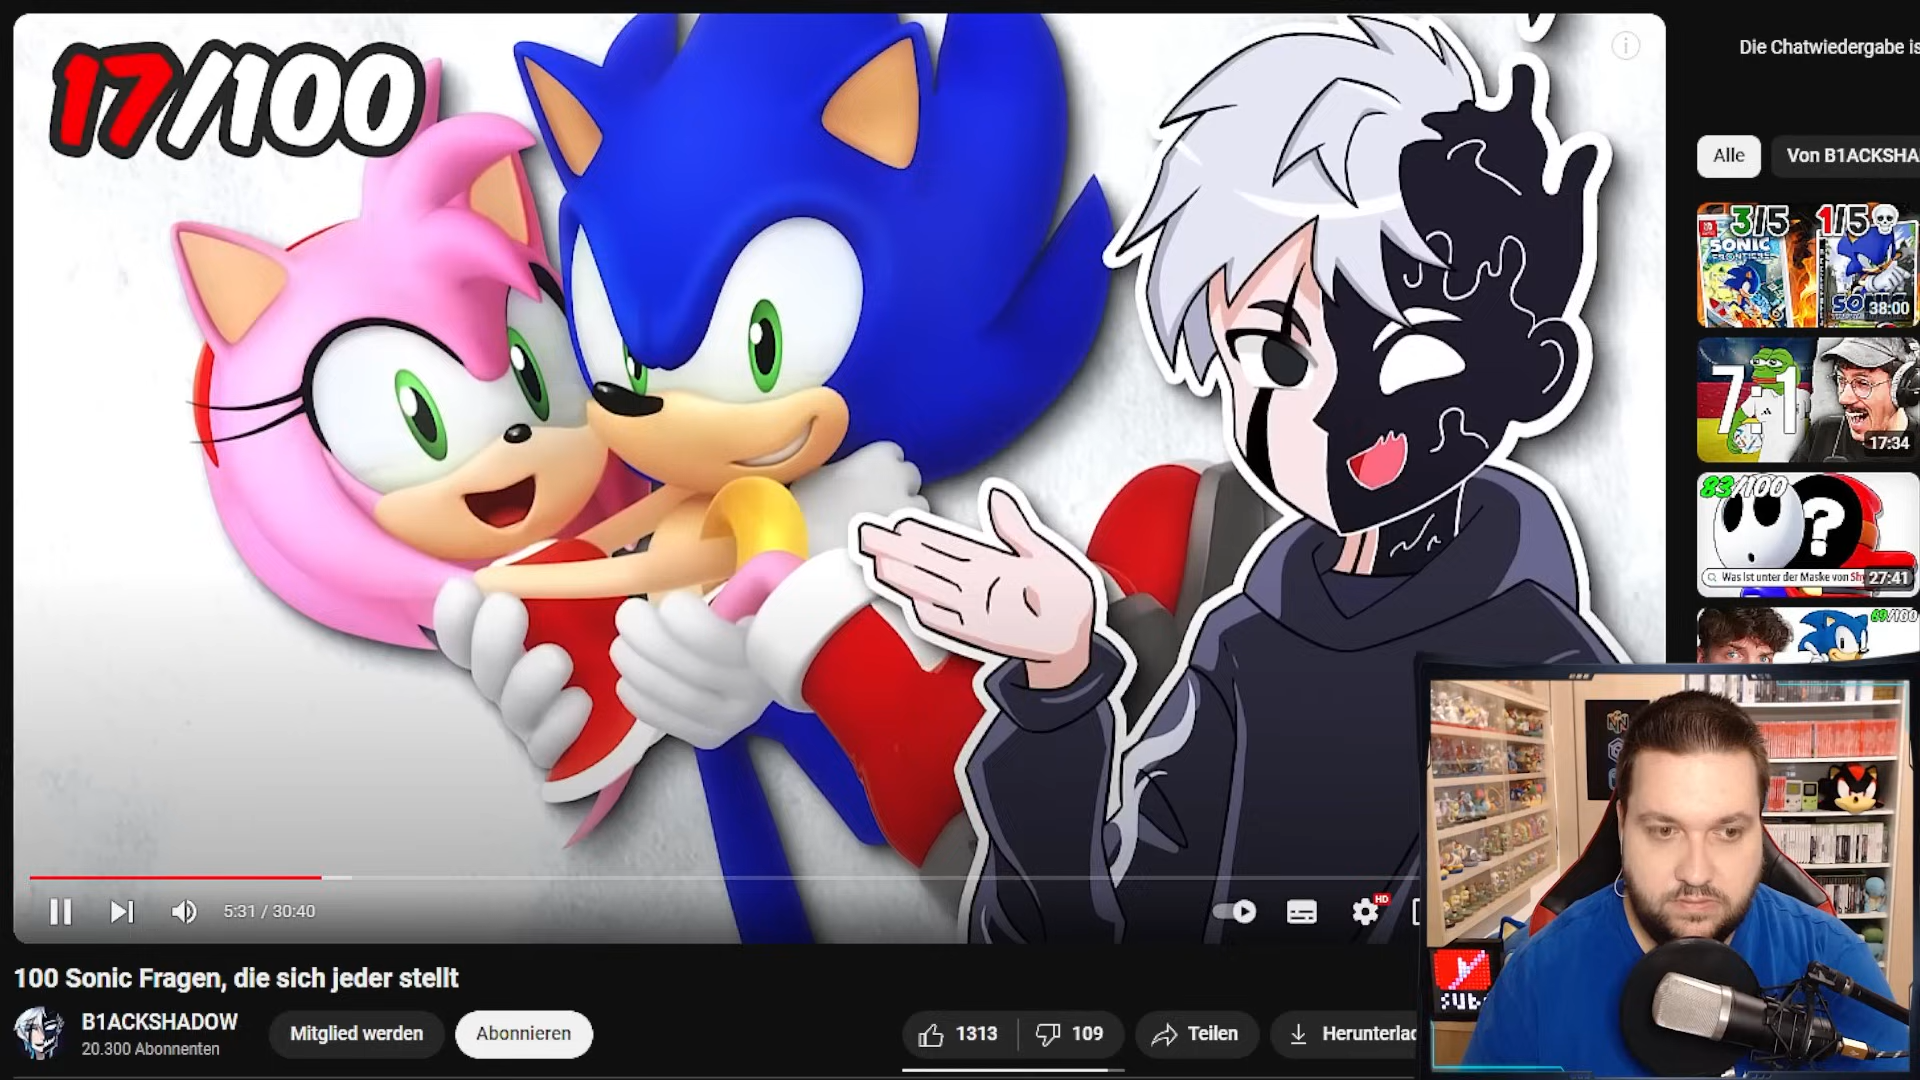 17/100
Die Chatwiedergabe is
Alle
Von B1ACKSHA
3/5
1/5
SONIC
FRONTIERS
38:00
7:1
17:34
83/100
?
Was ist unter der Maske von Sh
27:41
69/100
5:31 / 30:40
HD
100 Sonic Fragen, die sich jeder stellt
B1ACKSHADOW
20.300 Abonnenten
Mitglied werden
Abonnieren
1313
109
Teilen
Herunterlad